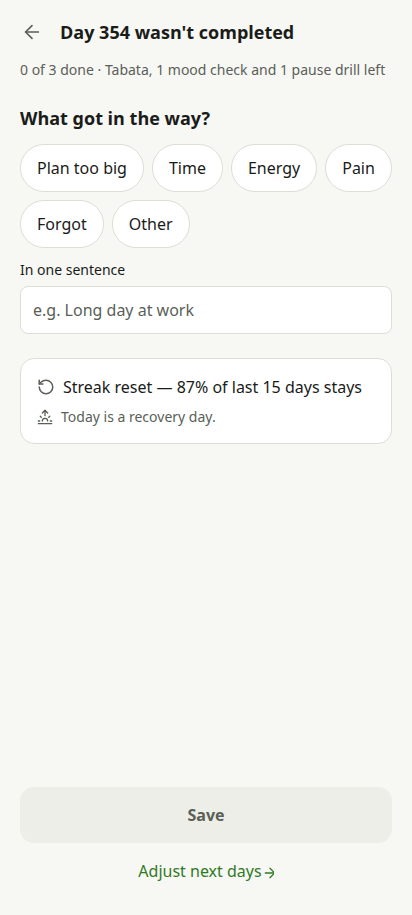 Day 354 wasn't completed
0 of 3 done · Tabata, 1 mood check and 1 pause drill left
What got in the way?
Plan too big
Time
Energy
Pain
Forgot
Other
In one sentence
e.g. Long day at work
Streak reset — 87% of last 15 days stays
Today is a recovery day.
Save
Adjust next days